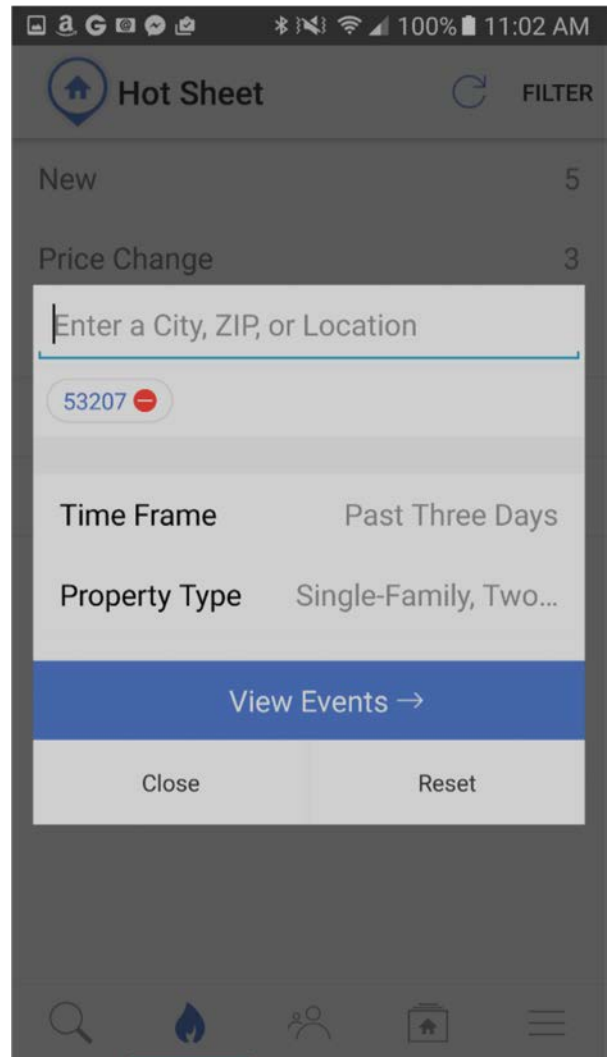 100% 11:02 AM
Hot Sheet
FILTER
New 5
Price Change 3
Enter a City, ZIP, or Location
53207
Time Frame Past Three Days
Property Type Single-Family, Two...
View Events →
Close Reset